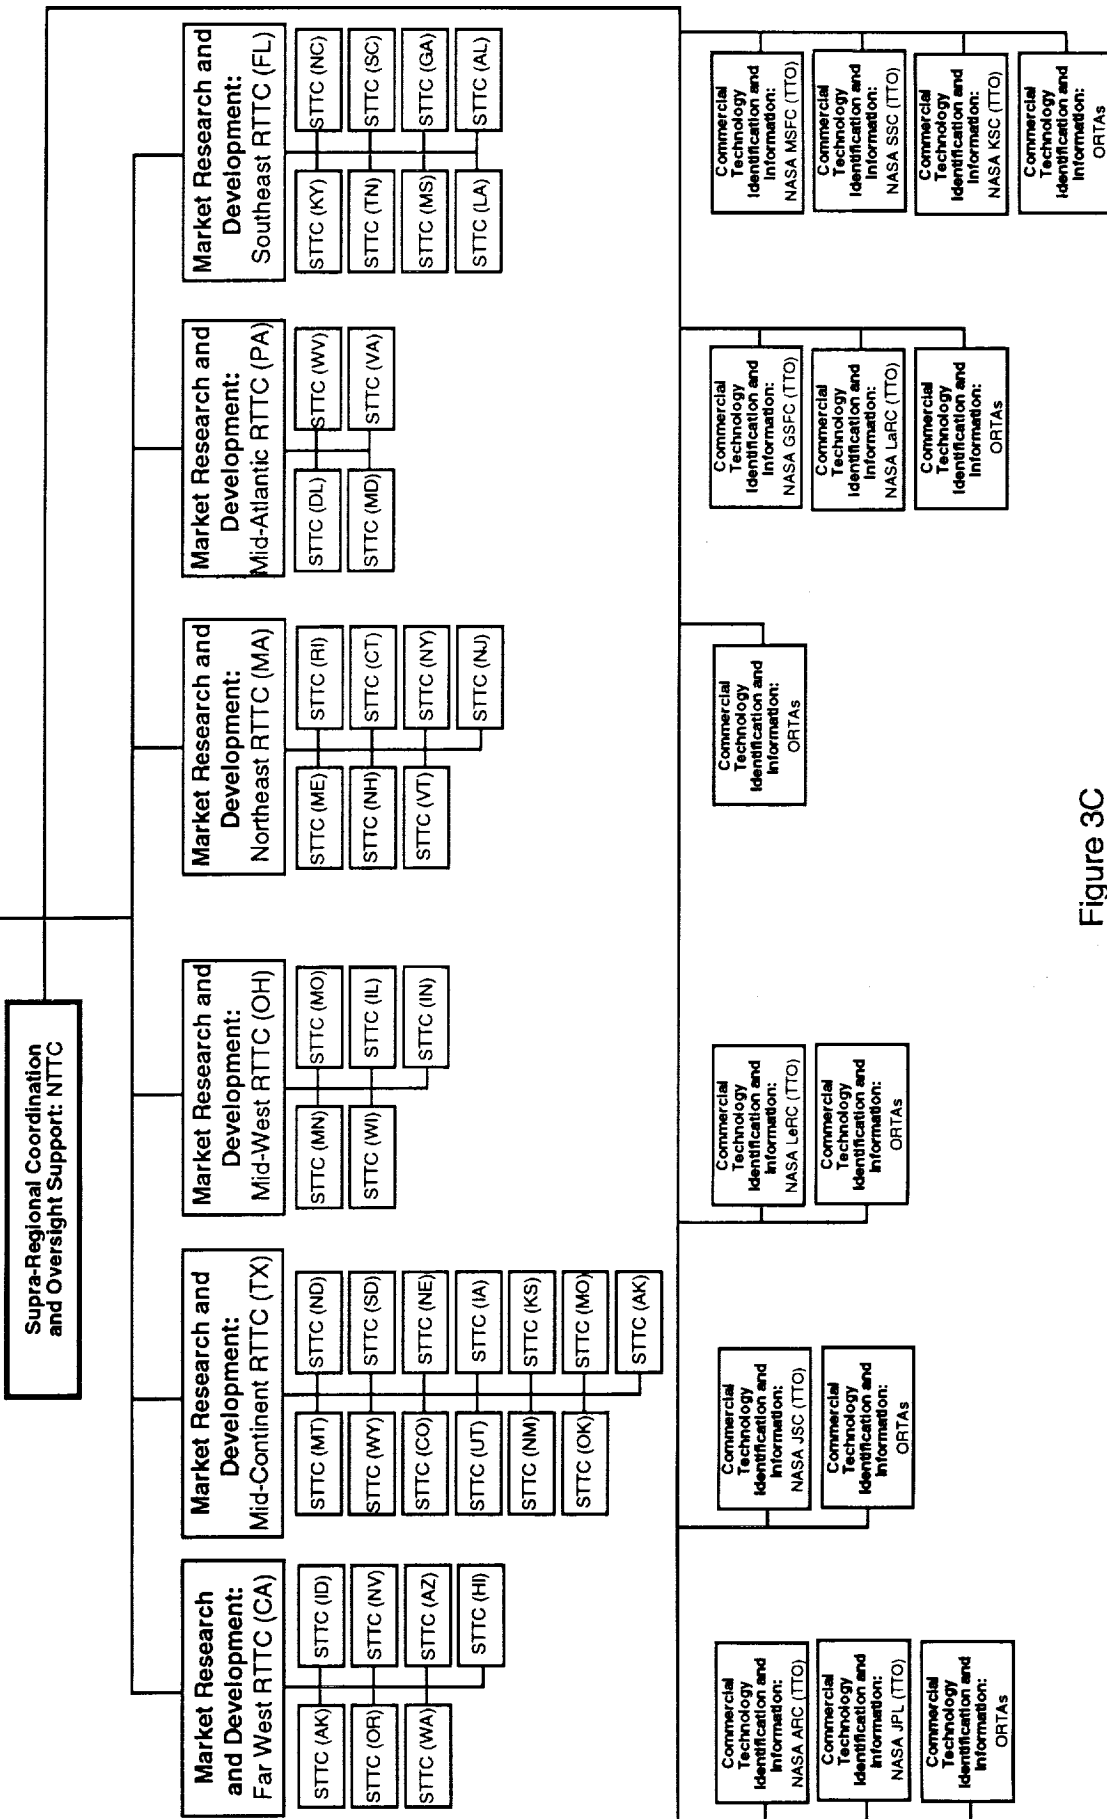 Supra-Regional Coordination
and Oversight Support: NTTC
Market Research
and Development:
Far West RTTC (CA)
STTC (AK)
STTC (ID)
STTC (OR)
STTC (NV)
STTC (WA)
STTC (AZ)
STTC (HI)
Market Research and
Development:
Mid-Continent RTTC (TX)
STTC (MT)
STTC (ND)
STTC (WY)
STTC (SD)
STTC (CO)
STTC (NE)
STTC (UT)
STTC (IA)
STTC (NM)
STTC (KS)
STTC (OK)
STTC (MO)
STTC (AK)
Market Research and
Development:
Mid-West RTTC (OH)
STTC (MN)
STTC (MO)
STTC (WI)
STTC (IL)
STTC (IN)
Market Research and
Development:
Northeast RTTC (MA)
STTC (ME)
STTC (RI)
STTC (NH)
STTC (CT)
STTC (VT)
STTC (NY)
STTC (NJ)
Market Research and
Development:
Mid-Atlantic RTTC (PA)
STTC (DL)
STTC (WV)
STTC (MD)
STTC (VA)
Market Research and
Development:
Southeast RTTC (FL)
STTC (KY)
STTC (NC)
STTC (TN)
STTC (SC)
STTC (MS)
STTC (GA)
STTC (LA)
STTC (AL)
Commercial
Technology
Identification and
Information:
NASA ARC (TTO)
Commercial
Technology
Identification and
Information:
NASA JPL (TTO)
Commercial
Technology
Identification and
Information:
ORTAs
Commercial
Technology
Identification and
Information:
NASA JSC (TTO)
Commercial
Technology
Identification and
Information:
ORTAs
Commercial
Technology
Identification and
Information:
NASA LeRC (TTO)
Commercial
Technology
Identification and
Information:
ORTAs
Commercial
Technology
Identification and
Information:
ORTAs
Commercial
Technology
Identification and
Information:
NASA GSFC (TTO)
Commercial
Technology
Identification and
Information:
NASA LaRC (TTO)
Commercial
Technology
Identification and
Information:
ORTAs
Commercial
Technology
Identification and
Information:
NASA MSFC (TTO)
Commercial
Technology
Identification and
Information:
NASA SSC (TTO)
Commercial
Technology
Identification and
Information:
NASA KSC (TTO)
Commercial
Technology
Identification and
Information:
ORTAs
Figure 3C